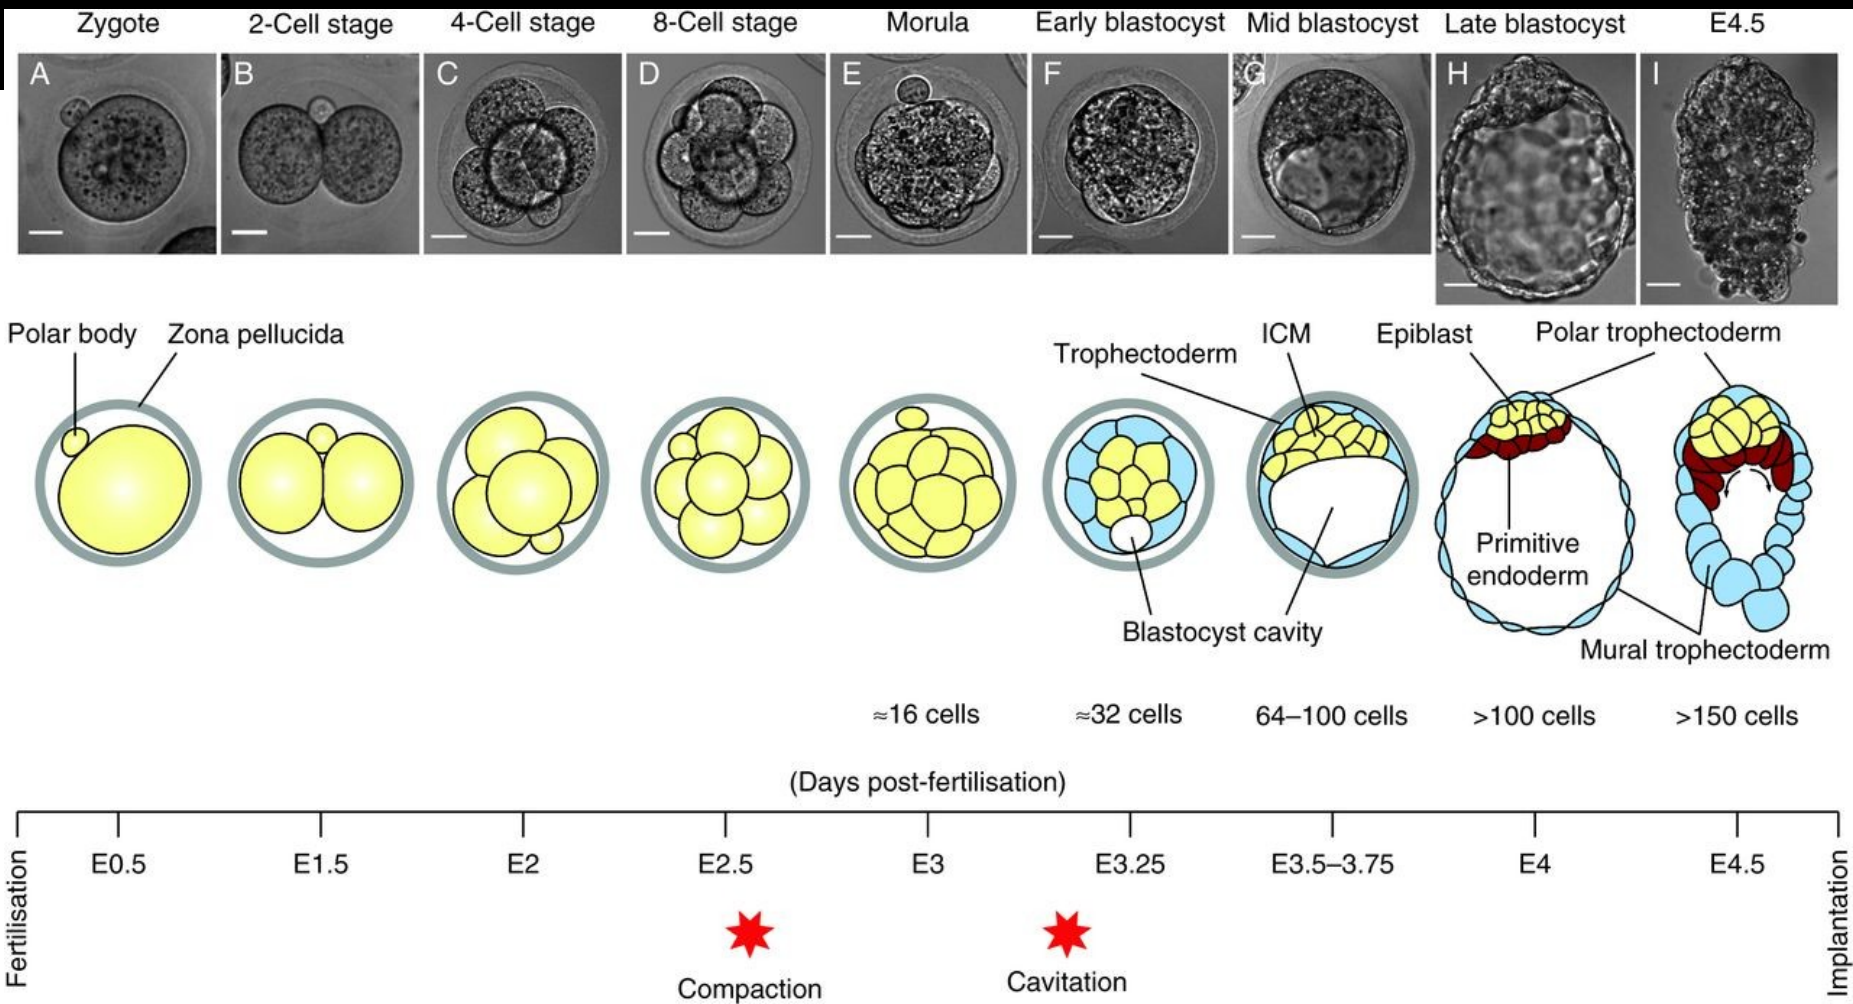 Zygote
2-Cell stage
4-Cell stage
8-Cell stage
Morula
Early blastocyst
Mid blastocyst
Late blastocyst
E4.5
A
B
C
D
E
F
G
H
I
Polar body
Zona pellucida
Trophectoderm
ICM
Epiblast
Polar trophectoderm
Primitive
endoderm
Blastocyst cavity
Mural trophectoderm
≈16 cells
≈32 cells
64–100 cells
>100 cells
>150 cells
(Days post-fertilisation)
Fertilisation
E0.5
E1.5
E2
E2.5
E3
E3.25
E3.5–3.75
E4
E4.5
Implantation
Compaction
Cavitation